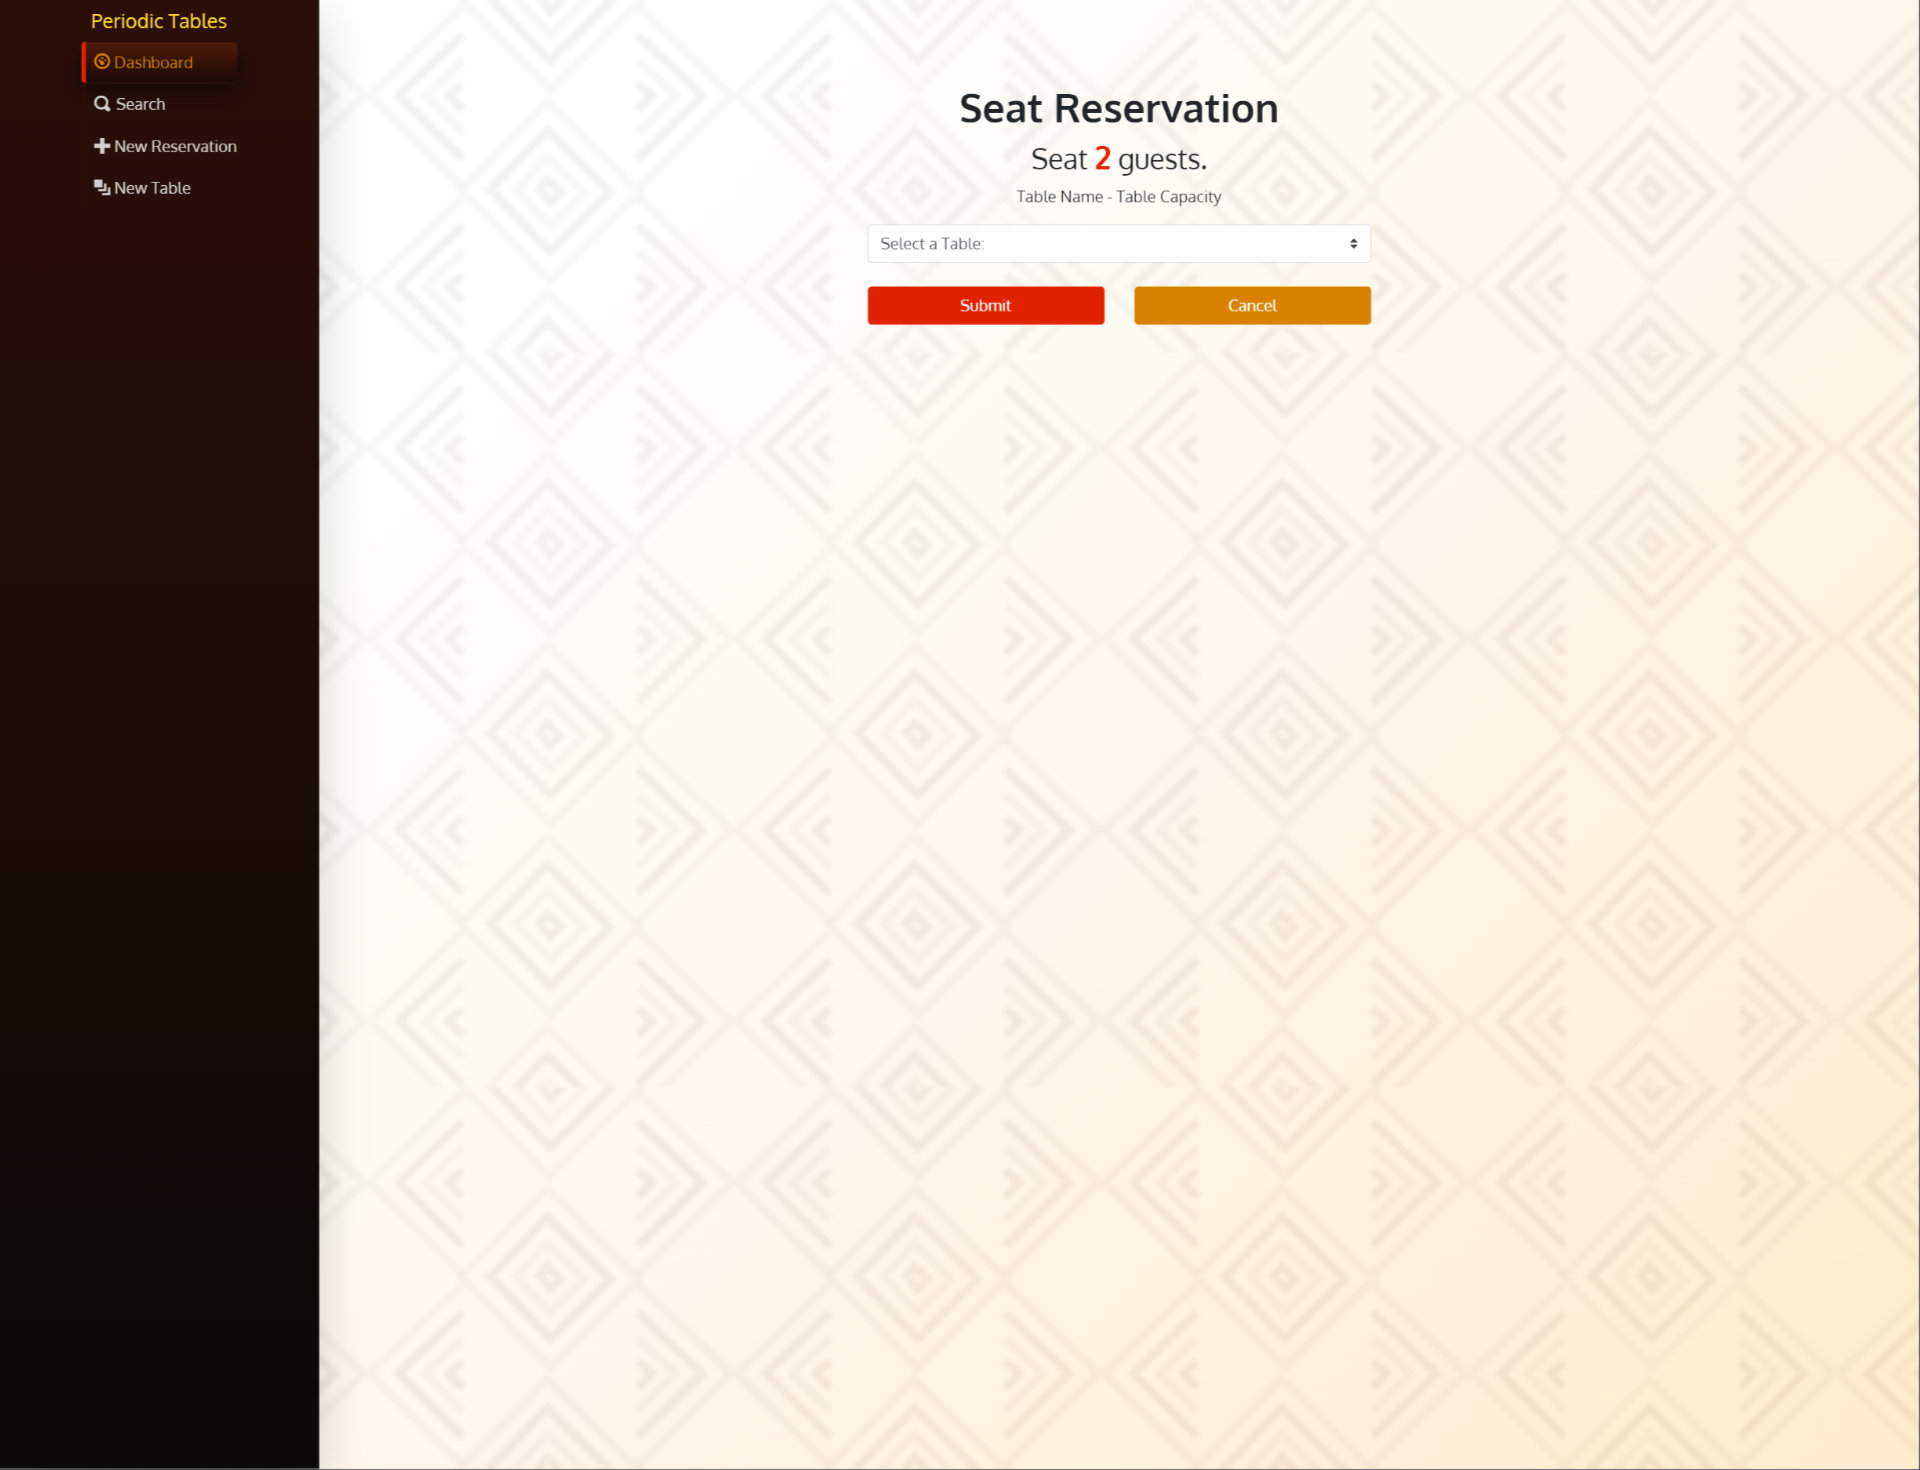 Periodic Tables
Dashboard
Search
New Reservation
New Table
Seat Reservation
Seat 2 guests.
Table Name - Table Capacity
Select a Table:
Submit
Cancel